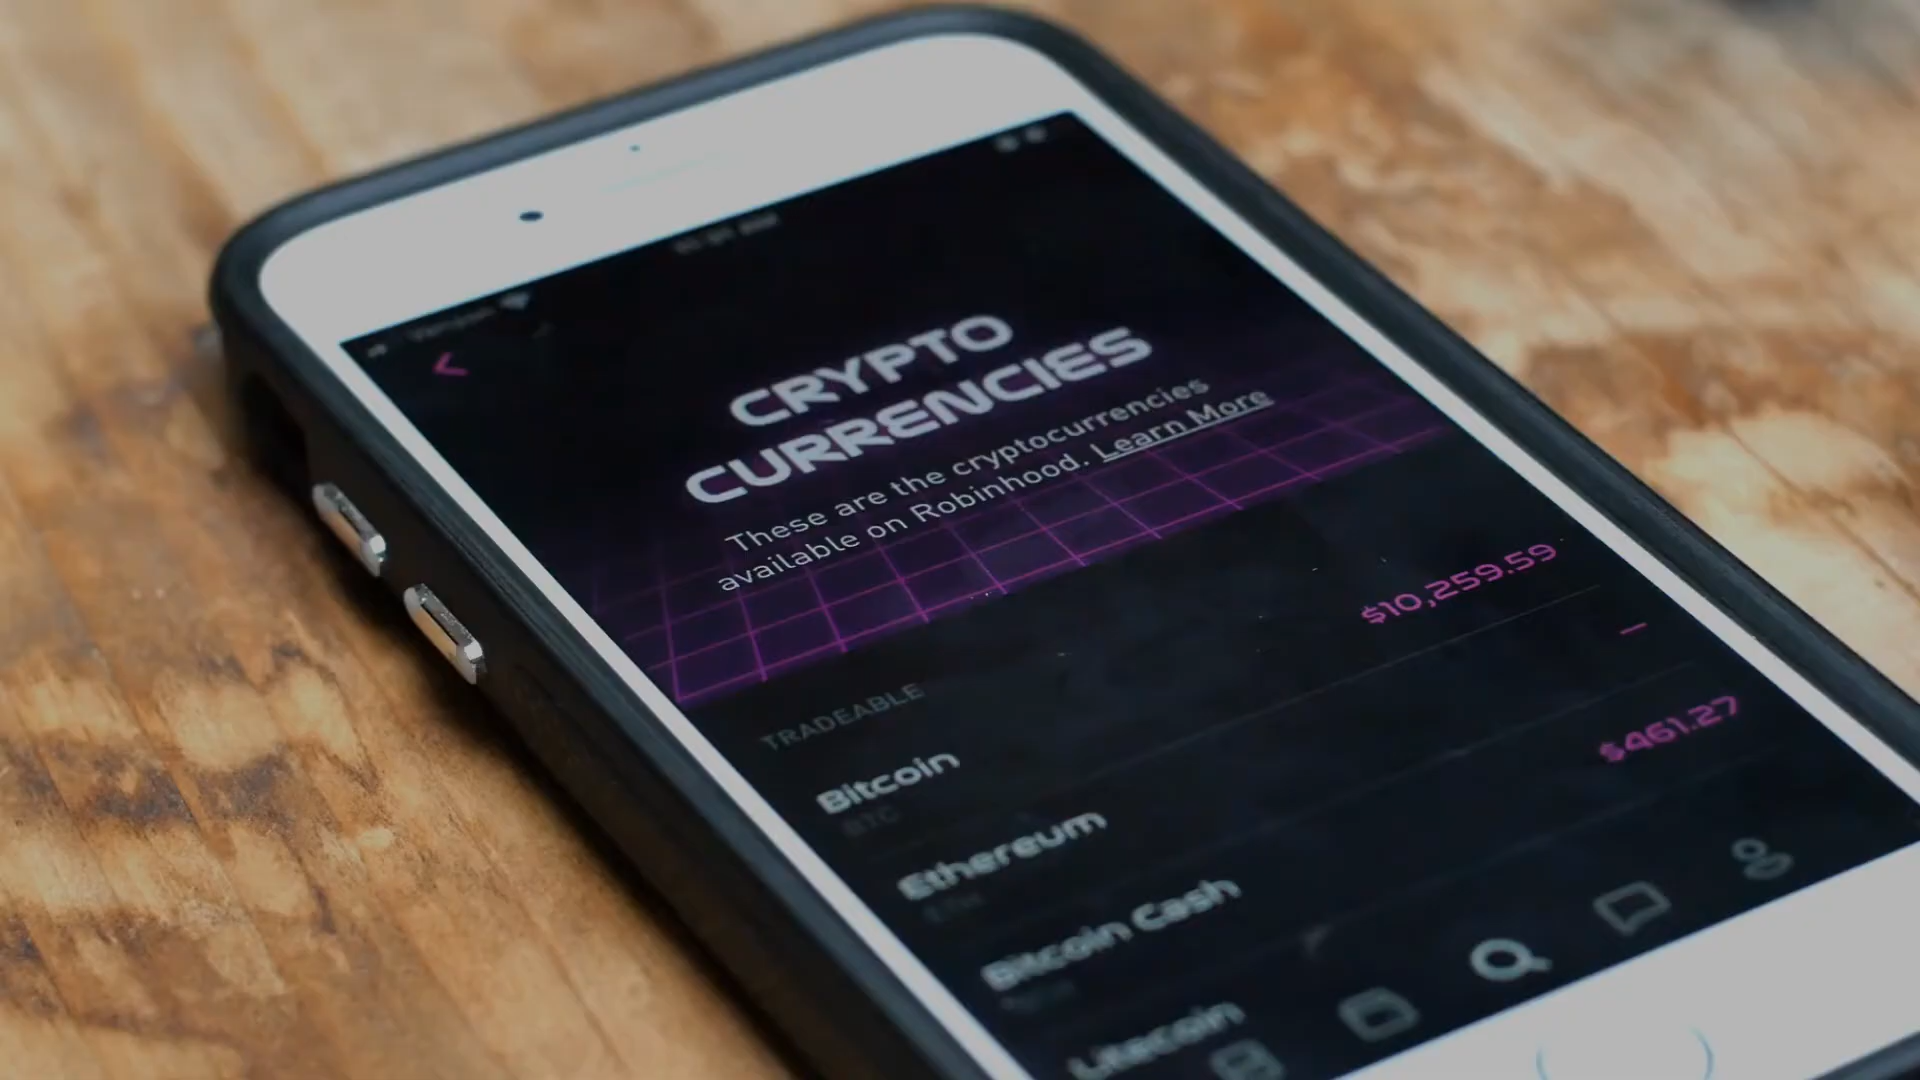 CRYPTO
CURRENCIES
These are the cryptocurrencies
available on Robinhood. Learn More
TRADEABLE
Bitcoin
$10,259.59
BTC
Ethereum
—
Bitcoin Cash
$461.27
Litecoin